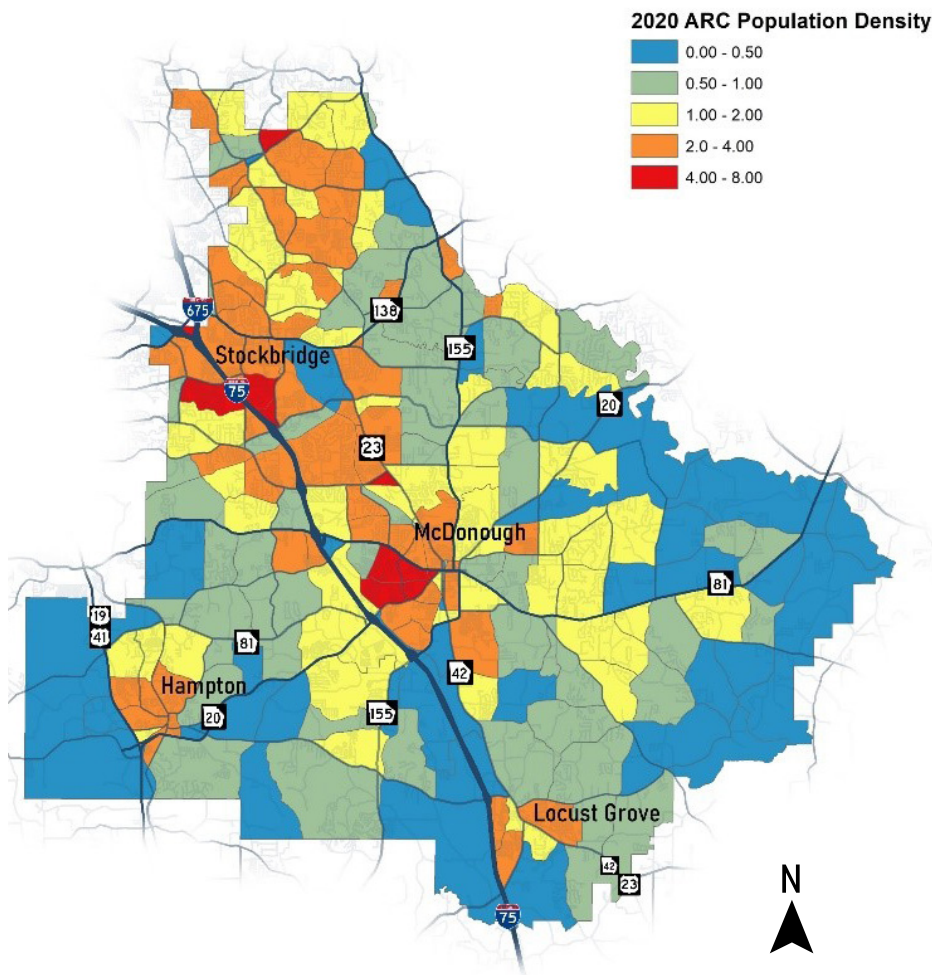 2020 ARC Population Density
0.00 - 0.50
0.50 - 1.00
1.00 - 2.00
2.0 - 4.00
4.00 - 8.00
675
138
155
Stockbridge
75
20
23
McDonough
81
19
41
81
42
Hampton
20
155
Locust Grove
42
23
N
75